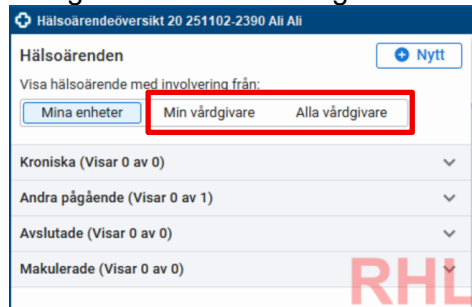 Hälsoärendeöversikt 20 251102-2390 Ali Ali
Hälsoärenden
Nytt
Visa hälsoärende med involvering från:
Mina enheter Min vårdgivare Alla vårdgivare
Kroniska (Visar 0 av 0)
Andra pågående (Visar 0 av 1)
Avslutade (Visar 0 av 0)
Makulerade (Visar 0 av 0)
RHL